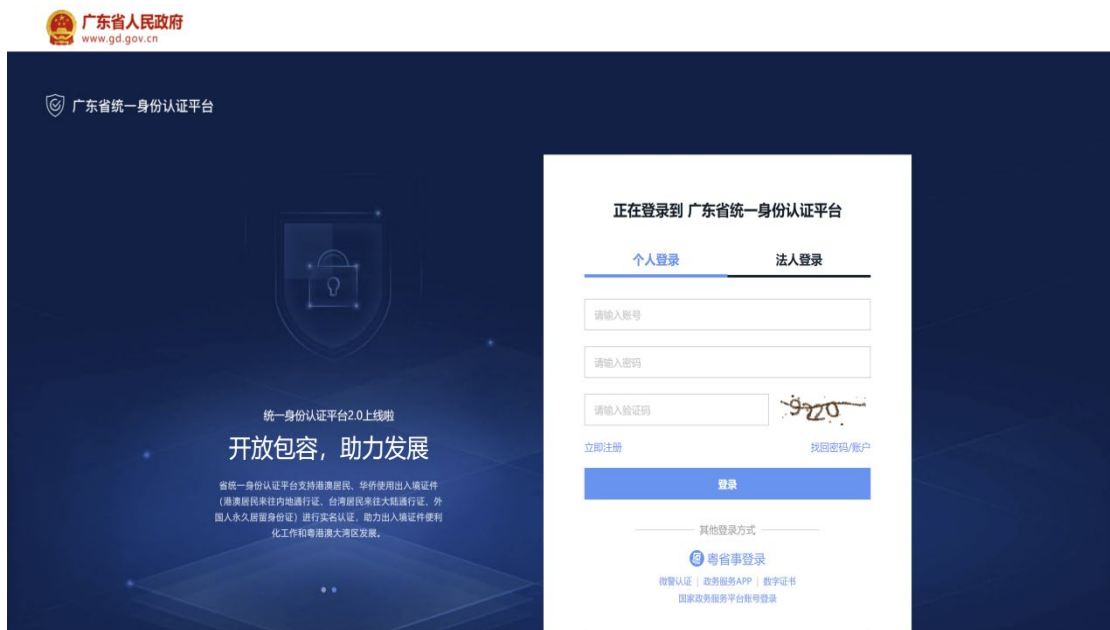 广东省人民政府
www.gd.gov.cn
广东省统一身份认证平台
统一身份认证平台2.0上线啦
开放包容，助力发展
省统一身份认证平台支持港澳居民、华侨使用出入境证件
（港澳居民来往内地通行证、台湾居民来往大陆通行证、外
国人永久居留身份证）进行实名认证，助力出入境证件便利
化工作和粤港澳大湾区发展。
正在登录到 广东省统一身份认证平台
个人登录 法人登录
请输入账号
请输入密码
请输入验证码 9220
立即注册 找回密码/账户
登录
其他登录方式
粤省事登录
微警认证 | 政务服务APP | 数字证书
国家政务服务平台账号登录